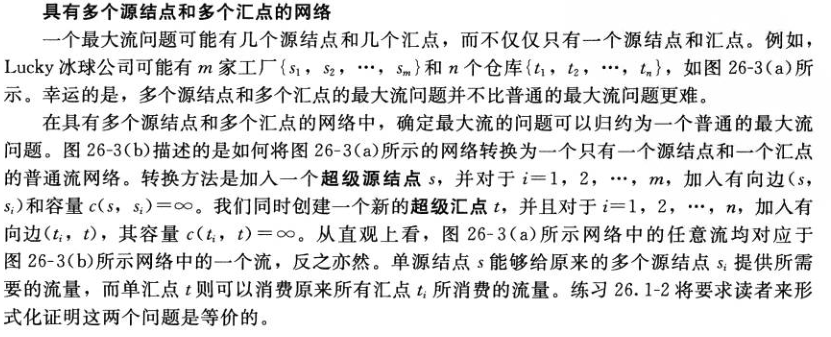 具有多个源结点和多个汇点的网络
一个最大流问题可能有几个源结点和几个汇点，而不仅仅只有一个源结点和汇点。例如，
Lucky 冰球公司可能有 m 家工厂{s₁，s₂，…，sₘ}和 n 个仓库{t₁，t₂，…，tₙ}，如图 26-3(a)所
示。幸运的是，多个源结点和多个汇点的最大流问题并不比普通的最大流问题更难。
在具有多个源结点和多个汇点的网络中，确定最大流的问题可以归约为一个普通的最大流
问题。图 26-3(b)描述的是如何将图 26-3(a)所示的网络转换为一个只有一个源结点和一个汇点
的普通流网络。转换方法是加入一个超级源结点 s，并对于 i=1，2，…，m，加入有向边(s，
sᵢ)和容量 c(s，sᵢ)=∞。我们同时创建一个新的超级汇点 t，并且对于 i=1，2，…，n，加入有
向边(tᵢ，t)，其容量 c(tᵢ，t)=∞。从直观上看，图 26-3(a)所示网络中的任意流均对应于
图 26-3(b)所示网络中的一个流，反之亦然。单源结点 s 能够给原来的多个源结点 sᵢ 提供所需
要的流量，而单汇点 t 则可以消费原来所有汇点 tᵢ 所消费的流量。练习 26.1-2 将要求读者来形
式化证明这两个问题是等价的。